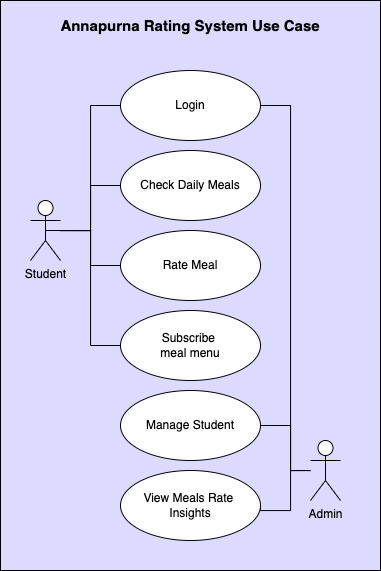 Annapurna Rating System Use Case
Login
Check Daily Meals
Rate Meal
Student
Subscribe
meal menu
Manage Student
View Meals Rate
Insights
Admin